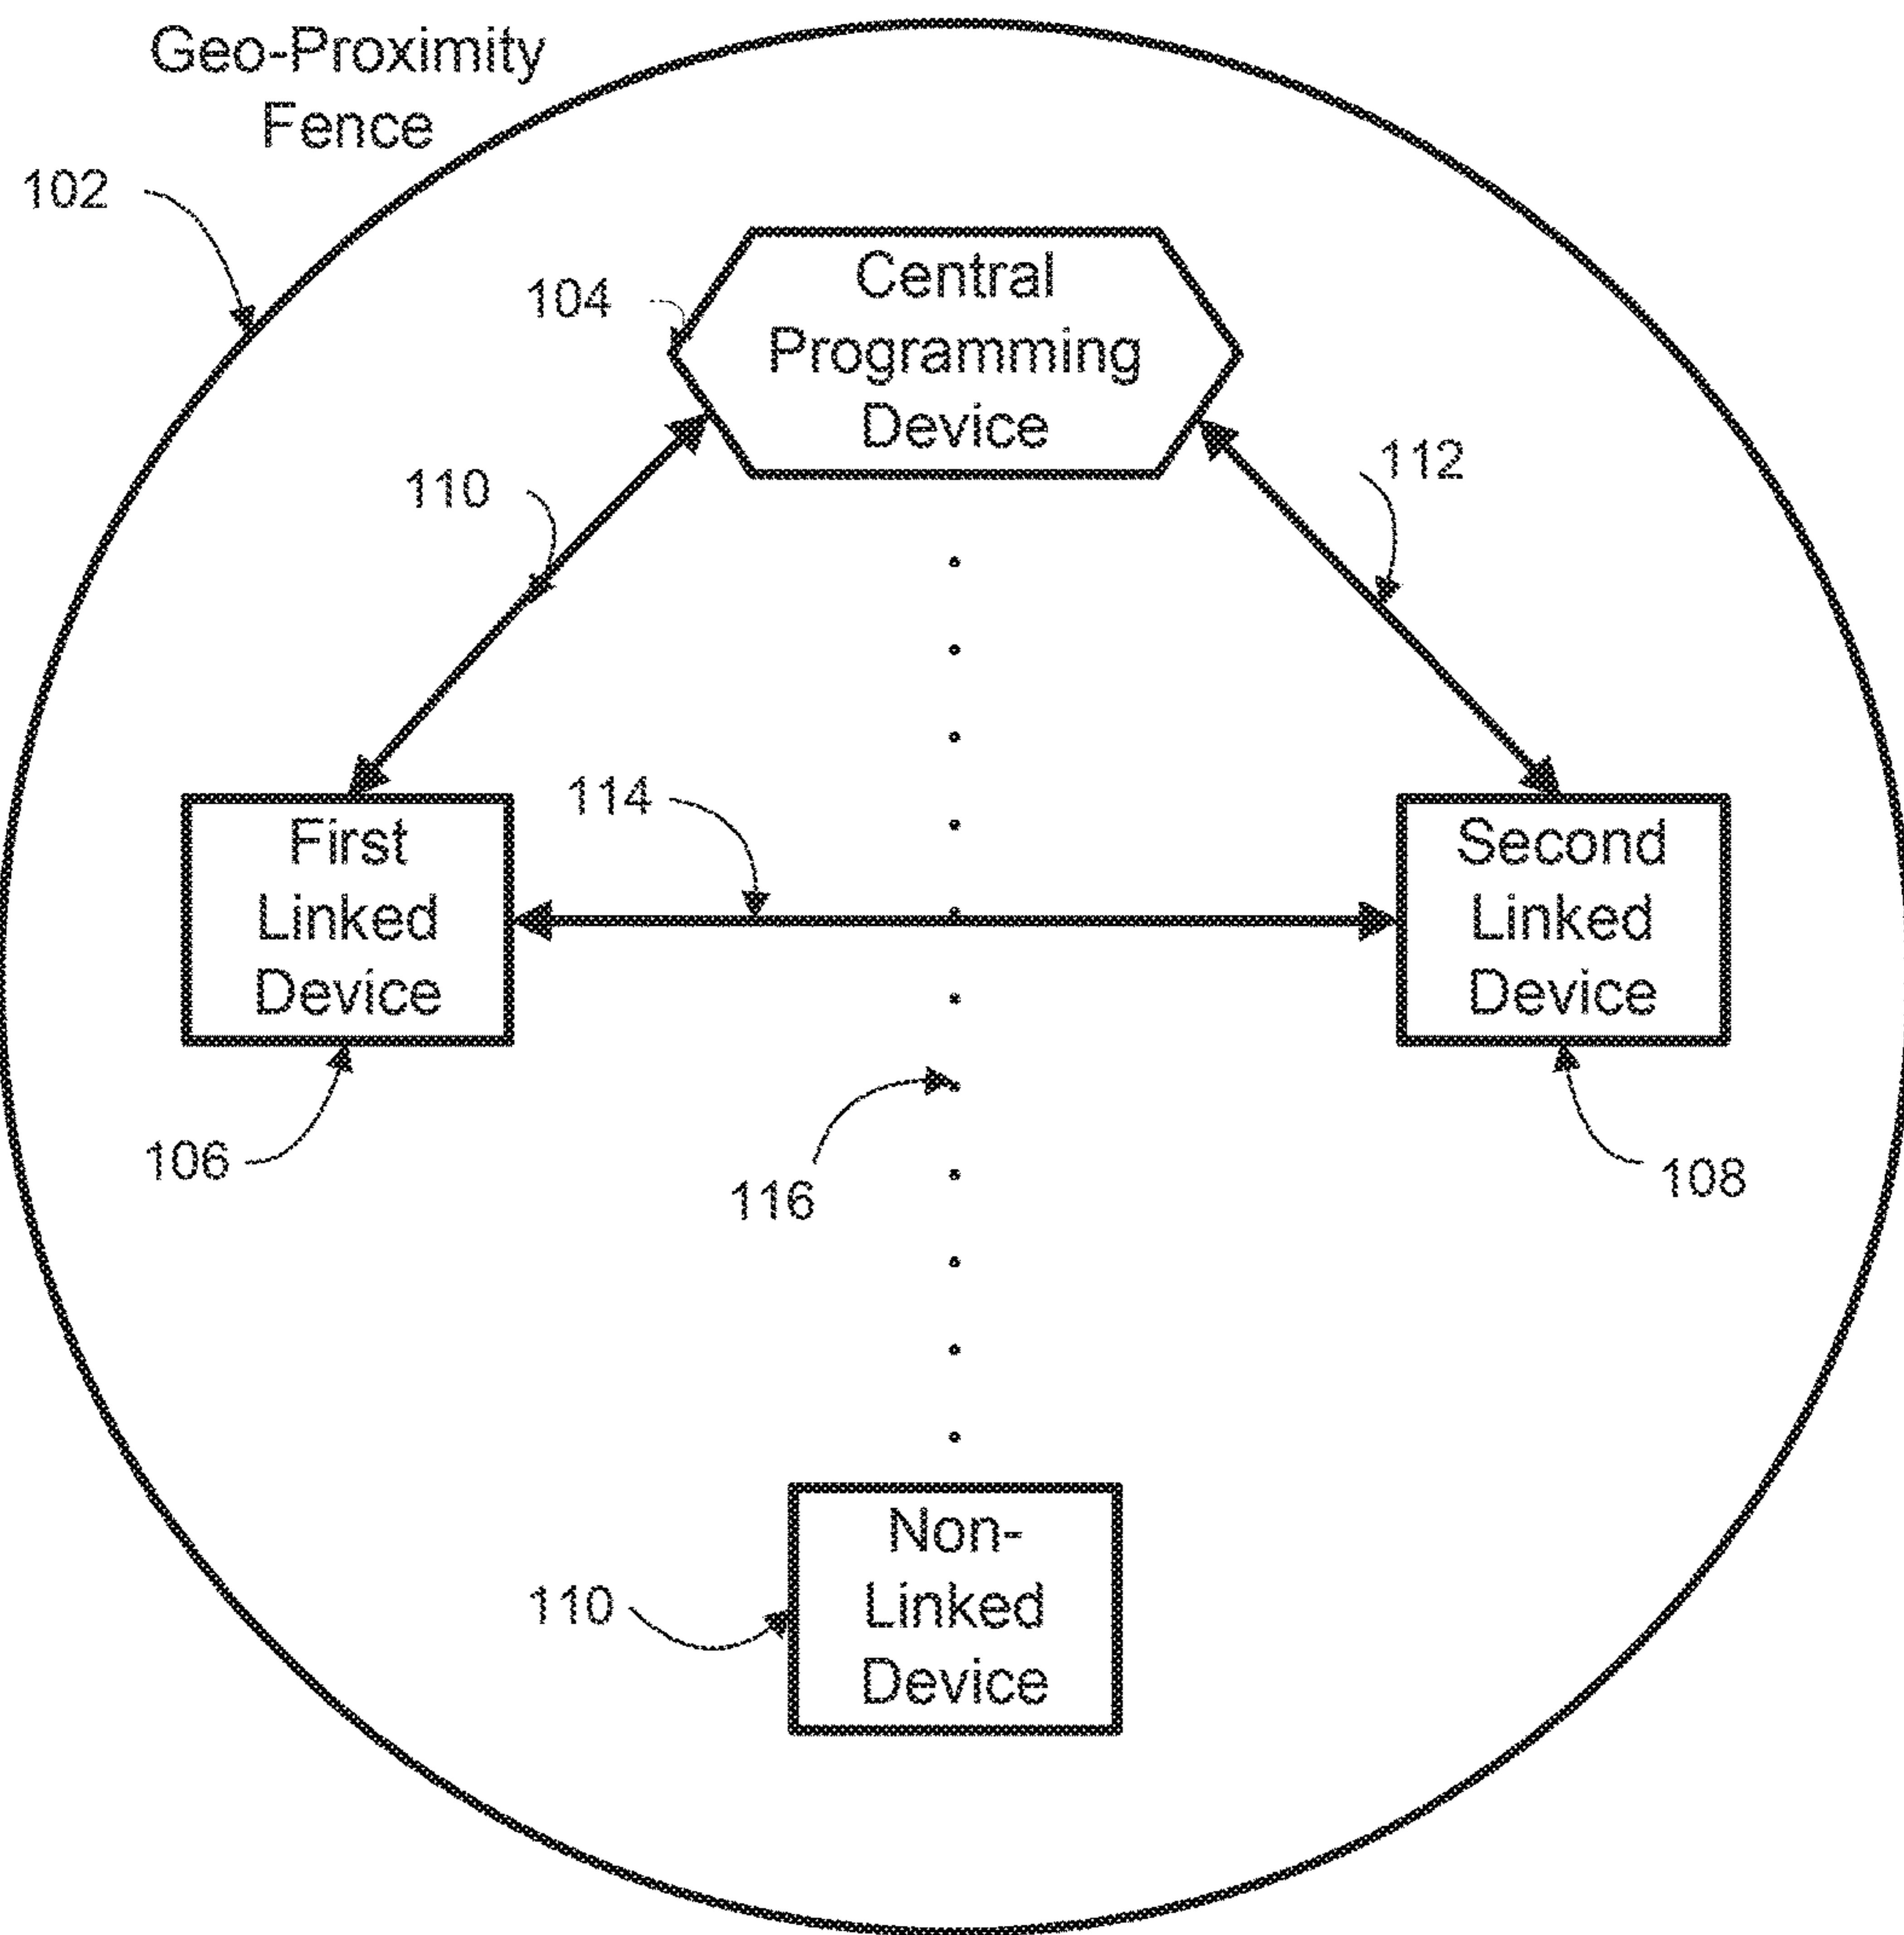 Geo-Proximity
Fence
102
104
Central
Programming
Device
110
112
114
First
Linked
Device
Second
Linked
Device
106
116
108
110
Non-
Linked
Device